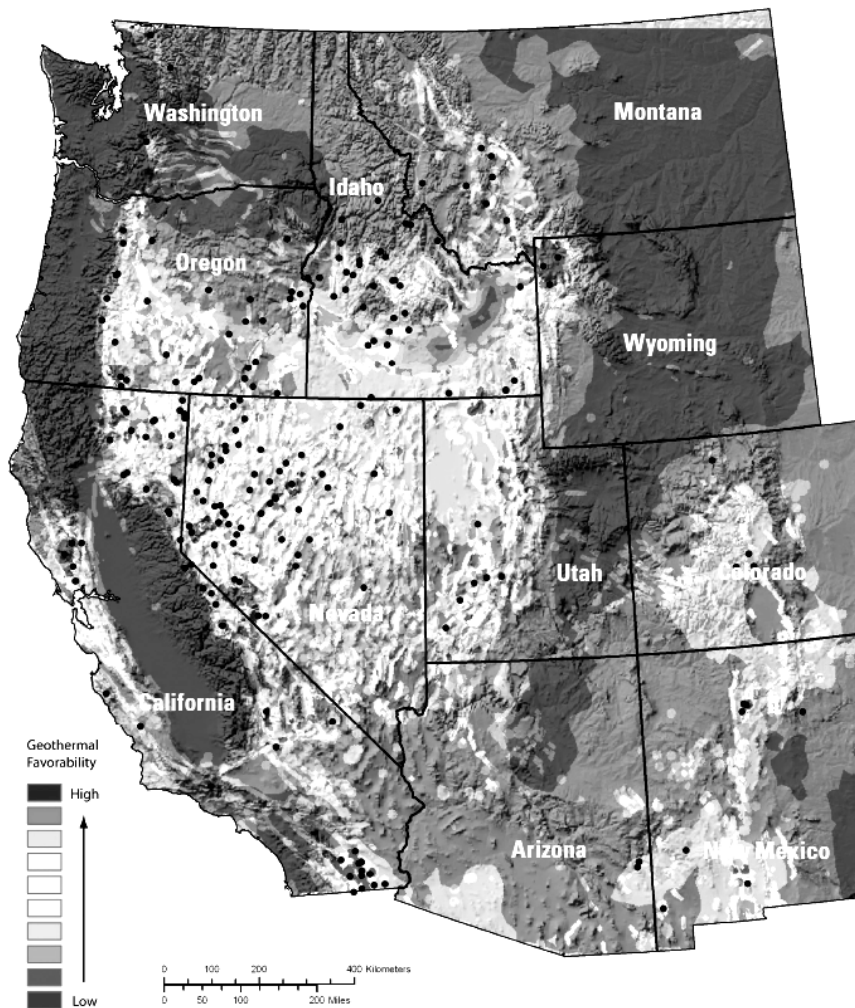 Washington
Montana
Idaho
Oregon
Wyoming
Nevada
Utah
Colorado
California
Arizona
New Mexico
Geothermal
Favorability
High
Low
0 100 200 400 Kilometers
0 50 100 200 Miles